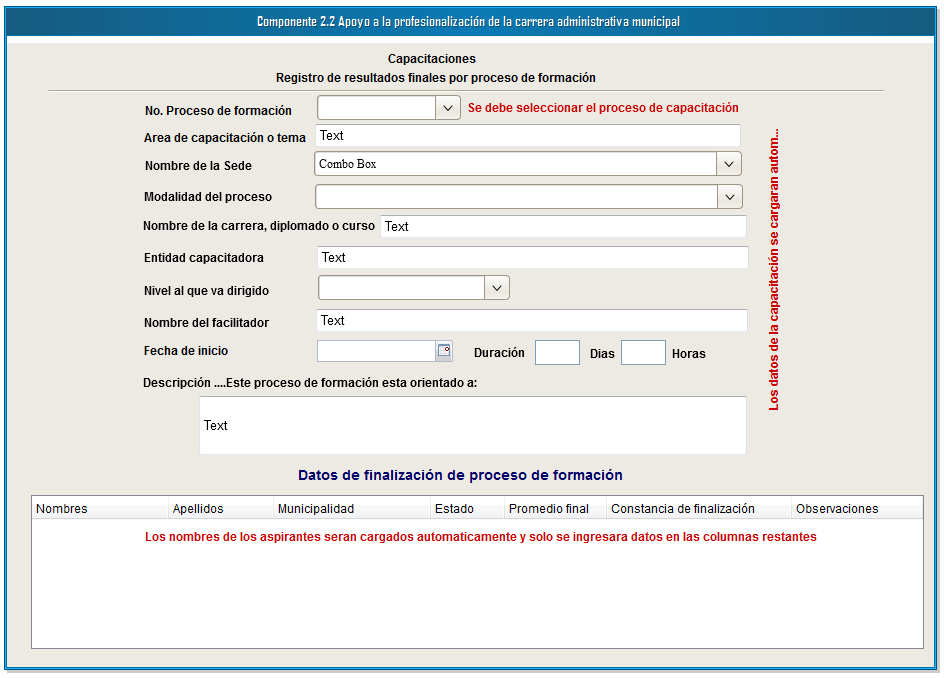 Componente 2.2 Apoyo a la profesionalización de la carrera administrativa municipal
Capacitaciones
Registro de resultados finales por proceso de formación
No. Proceso de formación
Se debe seleccionar el proceso de capacitación
Area de capacitación o tema Text
Nombre de la Sede Combo Box
Modalidad del proceso
Nombre de la carrera, diplomado o curso Text
Entidad capacitadora Text
Nivel al que va dirigido
Nombre del facilitador Text
Fecha de inicio Duración Dias Horas
Descripción ....Este proceso de formación esta orientado a:
Text
Los datos de la capacitación se cargaran autom...
Datos de finalización de proceso de formación
Nombres Apellidos Municipalidad Estado Promedio final Constancia de finalización Observaciones
Los nombres de los aspirantes seran cargados automaticamente y solo se ingresara datos en las columnas restantes